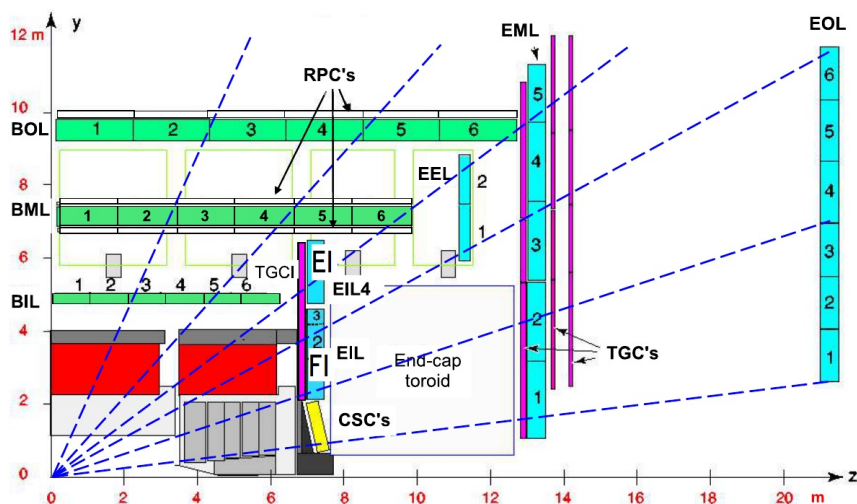 y
12 m
EOL
EML
RPC's
6
5
10
BOL
1 2 3 4 5 6
5
EEL
2
8
4
4
BML
1 2 3 4 5 6
1
3
3
6
TGCI
EI
EIL4
BIL
1 2 3 4 5 6
2
3
2
4
2
EIL
TGC's
1
FI
End-cap
toroid
1
2
CSC's
0
z
0 2 4 6 8 10 12 14 16 18 20 m